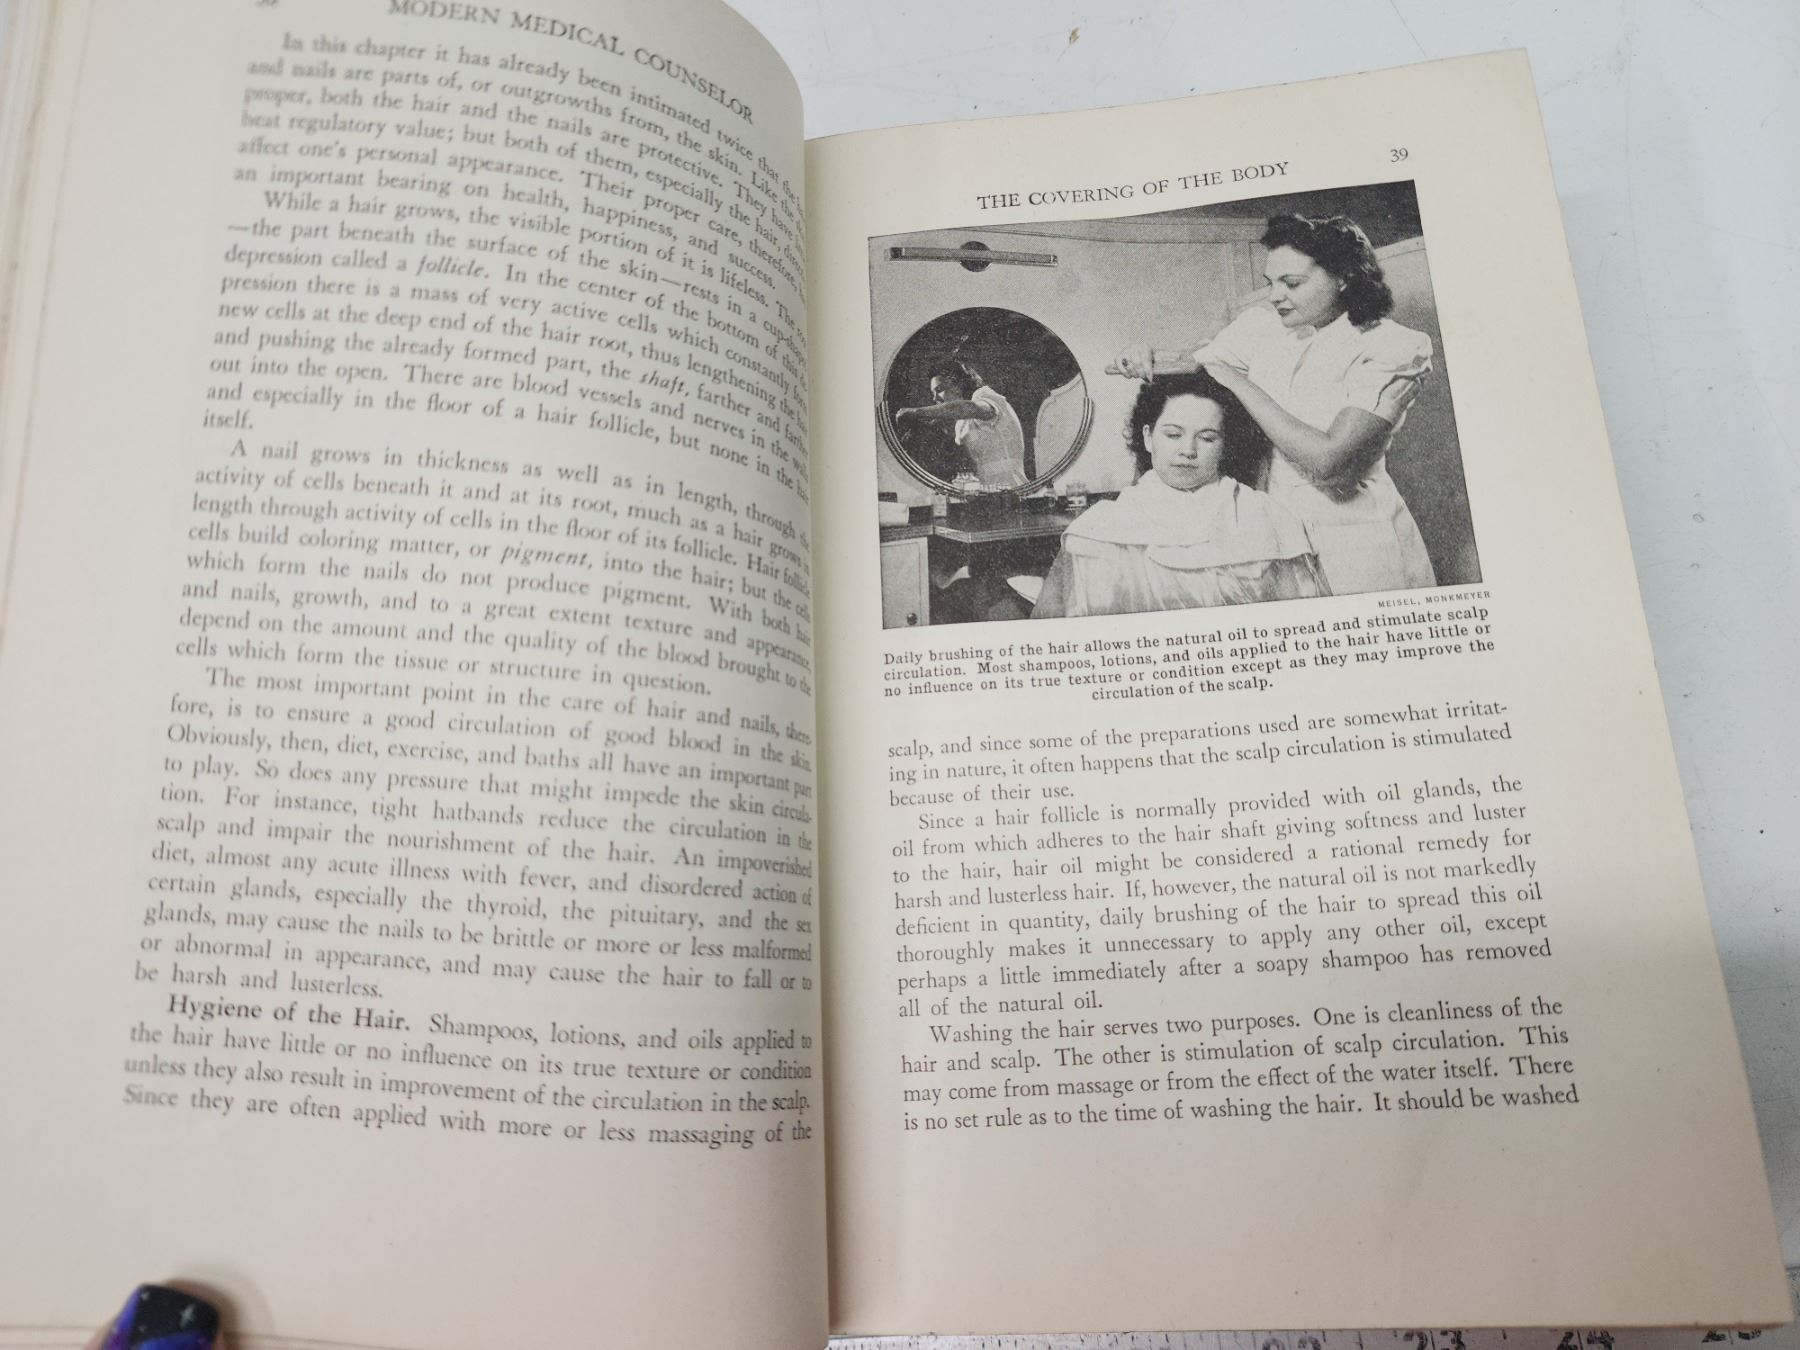 MODERN MEDICAL COUNSELOR
In this chapter it has already been intimated twice that the hair
and nails are parts of, or outgrowths from, the skin. Like the skin
proper, both the hair and the nails are protective. They have
heat regulatory value; but both of them, especially the hair,
affect one's personal appearance. Their proper care, therefore, has
an important bearing on health, happiness, and success.
While a hair grows, the visible portion of it is lifeless. The root
—the part beneath the surface of the skin—rests in a cup-shaped
depression called a follicle. In the center of the bottom of this de-
pression there is a mass of very active cells which constantly form
new cells at the deep end of the hair root, thus lengthening the hair
and pushing the already formed part, the shaft, farther and farther
out into the open. There are blood vessels and nerves in the walls
and especially in the floor of a hair follicle, but none in the hair
itself.
A nail grows in thickness as well as in length, through the
activity of cells beneath it and at its root, much as a hair grows in
length through activity of cells in the floor of its follicle. Hair follicle
cells build coloring matter, or pigment, into the hair; but the cells
which form the nails do not produce pigment. With both hair
and nails, growth, and to a great extent texture and appearance,
depend on the amount and the quality of the blood brought to the
cells which form the tissue or structure in question.
The most important point in the care of hair and nails, there-
fore, is to ensure a good circulation of good blood in the skin.
Obviously, then, diet, exercise, and baths all have an important part
to play. So does any pressure that might impede the skin circula-
tion. For instance, tight hatbands reduce the circulation in the
scalp and impair the nourishment of the hair. An impoverished
diet, almost any acute illness with fever, and disordered action of
certain glands, especially the thyroid, the pituitary, and the sex
glands, may cause the nails to be brittle or more or less malformed
or abnormal in appearance, and may cause the hair to fall or to
be harsh and lusterless.
Hygiene of the Hair. Shampoos, lotions, and oils applied to
the hair have little or no influence on its true texture or condition
unless they also result in improvement of the circulation in the scalp.
Since they are often applied with more or less massaging of the
THE COVERING OF THE BODY 39
MEISEL, MONKMEYER
Daily brushing of the hair allows the natural oil to spread and stimulate scalp
circulation. Most shampoos, lotions, and oils applied to the hair have little or
no influence on its true texture or condition except as they may improve the
circulation of the scalp.
scalp, and since some of the preparations used are somewhat irritat-
ing in nature, it often happens that the scalp circulation is stimulated
because of their use.
Since a hair follicle is normally provided with oil glands, the
oil from which adheres to the hair shaft giving softness and luster
to the hair, hair oil might be considered a rational remedy for
harsh and lusterless hair. If, however, the natural oil is not markedly
deficient in quantity, daily brushing of the hair to spread this oil
thoroughly makes it unnecessary to apply any other oil, except
perhaps a little immediately after a soapy shampoo has removed
all of the natural oil.
Washing the hair serves two purposes. One is cleanliness of the
hair and scalp. The other is stimulation of scalp circulation. This
may come from massage or from the effect of the water itself. There
is no set rule as to the time of washing the hair. It should be washed
23 24